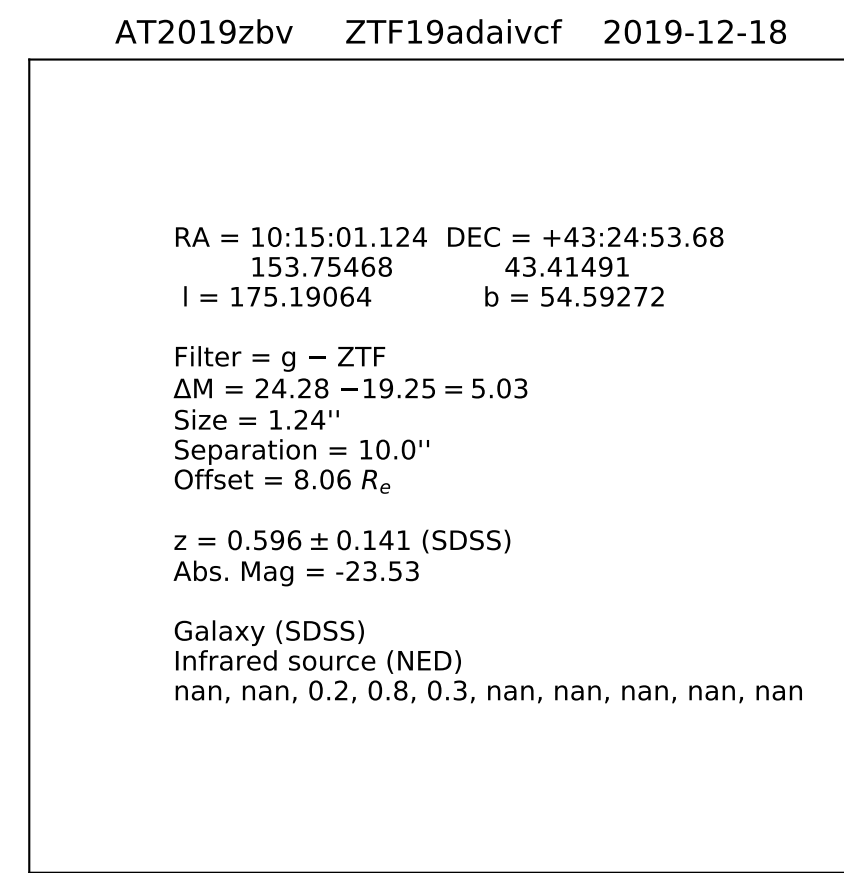 AT2019zbv ZTF19adaivcf 2019-12-18
RA = 10:15:01.124 DEC = +43:24:53.68
153.75468 43.41491
l = 175.19064 b = 54.59272
Filter = g − ZTF
ΔM = 24.28 −19.25 = 5.03
Size = 1.24''
Separation = 10.0''
Offset = 8.06 Rₑ
z = 0.596 ± 0.141 (SDSS)
Abs. Mag = -23.53
Galaxy (SDSS)
Infrared source (NED)
nan, nan, 0.2, 0.8, 0.3, nan, nan, nan, nan, nan